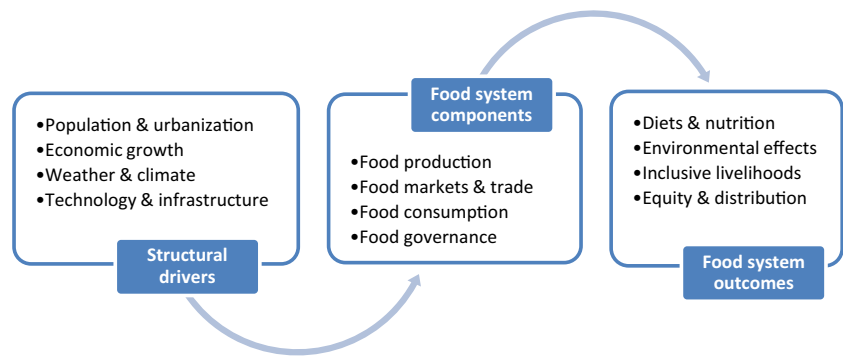 •Population & urbanization
•Economic growth
•Weather & climate
•Technology & infrastructure
Structural
drivers
Food system
components
•Food production
•Food markets & trade
•Food consumption
•Food governance
•Diets & nutrition
•Environmental effects
•Inclusive livelihoods
•Equity & distribution
Food system
outcomes